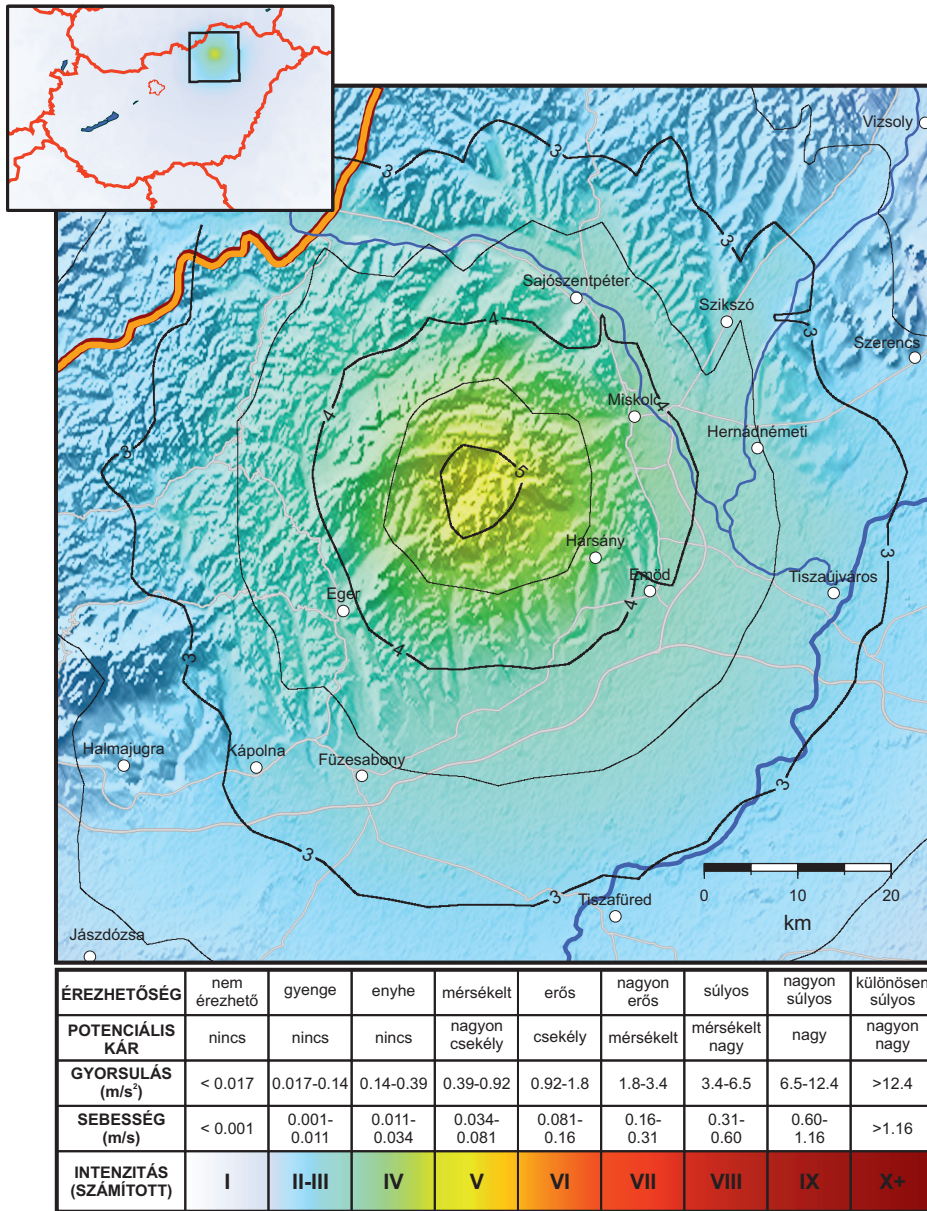 Vizsoly
3
3
Sajószentpéter
Szikszó
3
4
Szerencs
Miskolc
4
Hernádnémeti
4
3
5
3
Harsány
Emőd
Tiszaújváros
Eger
4
4
3
Halmajugra
Kápolna
Füzesabony
3
3
3
Tiszafüred
0 10 20
km
Jászdózsa
ÉREZHETŐSÉG nem érezhető gyenge enyhe mérsékelt erős nagyon erős súlyos nagyon súlyos különösen súlyos
POTENCIÁLIS KÁR nincs nincs nincs nagyon csekély csekély mérsékelt mérsékelt nagy nagy nagyon nagy
GYORSULÁS (m/s²) < 0.017 0.017-0.14 0.14-0.39 0.39-0.92 0.92-1.8 1.8-3.4 3.4-6.5 6.5-12.4 >12.4
SEBESSÉG (m/s) < 0.001 0.001-0.011 0.011-0.034 0.034-0.081 0.081-0.16 0.16-0.31 0.31-0.60 0.60-1.16 >1.16
INTENZITÁS (SZÁMÍTOTT) I II-III IV V VI VII VIII IX X+